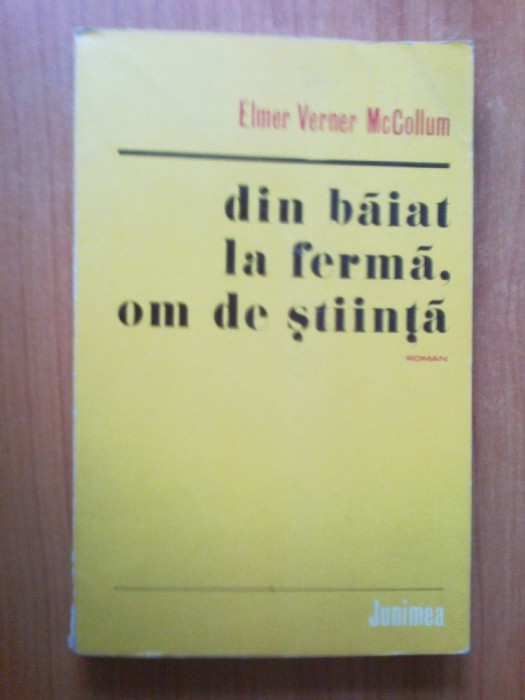 Elmer Verner McCollum
din băiat
la fermă,
om de ştiinţă
ROMAN
Junimea